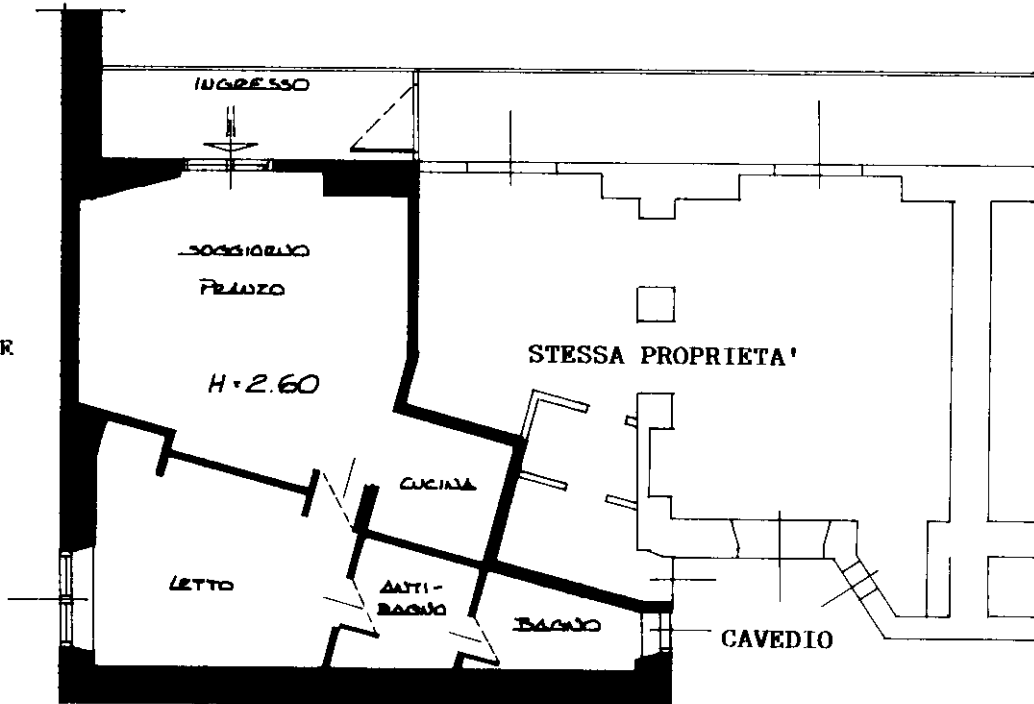 INGRESSO
SOGGIORNO
PRANZO
E
STESSA PROPRIETA'
H=2.60
CUCINA
LETTO
ANTI-
BAGNO
BAGNO
CAVEDIO